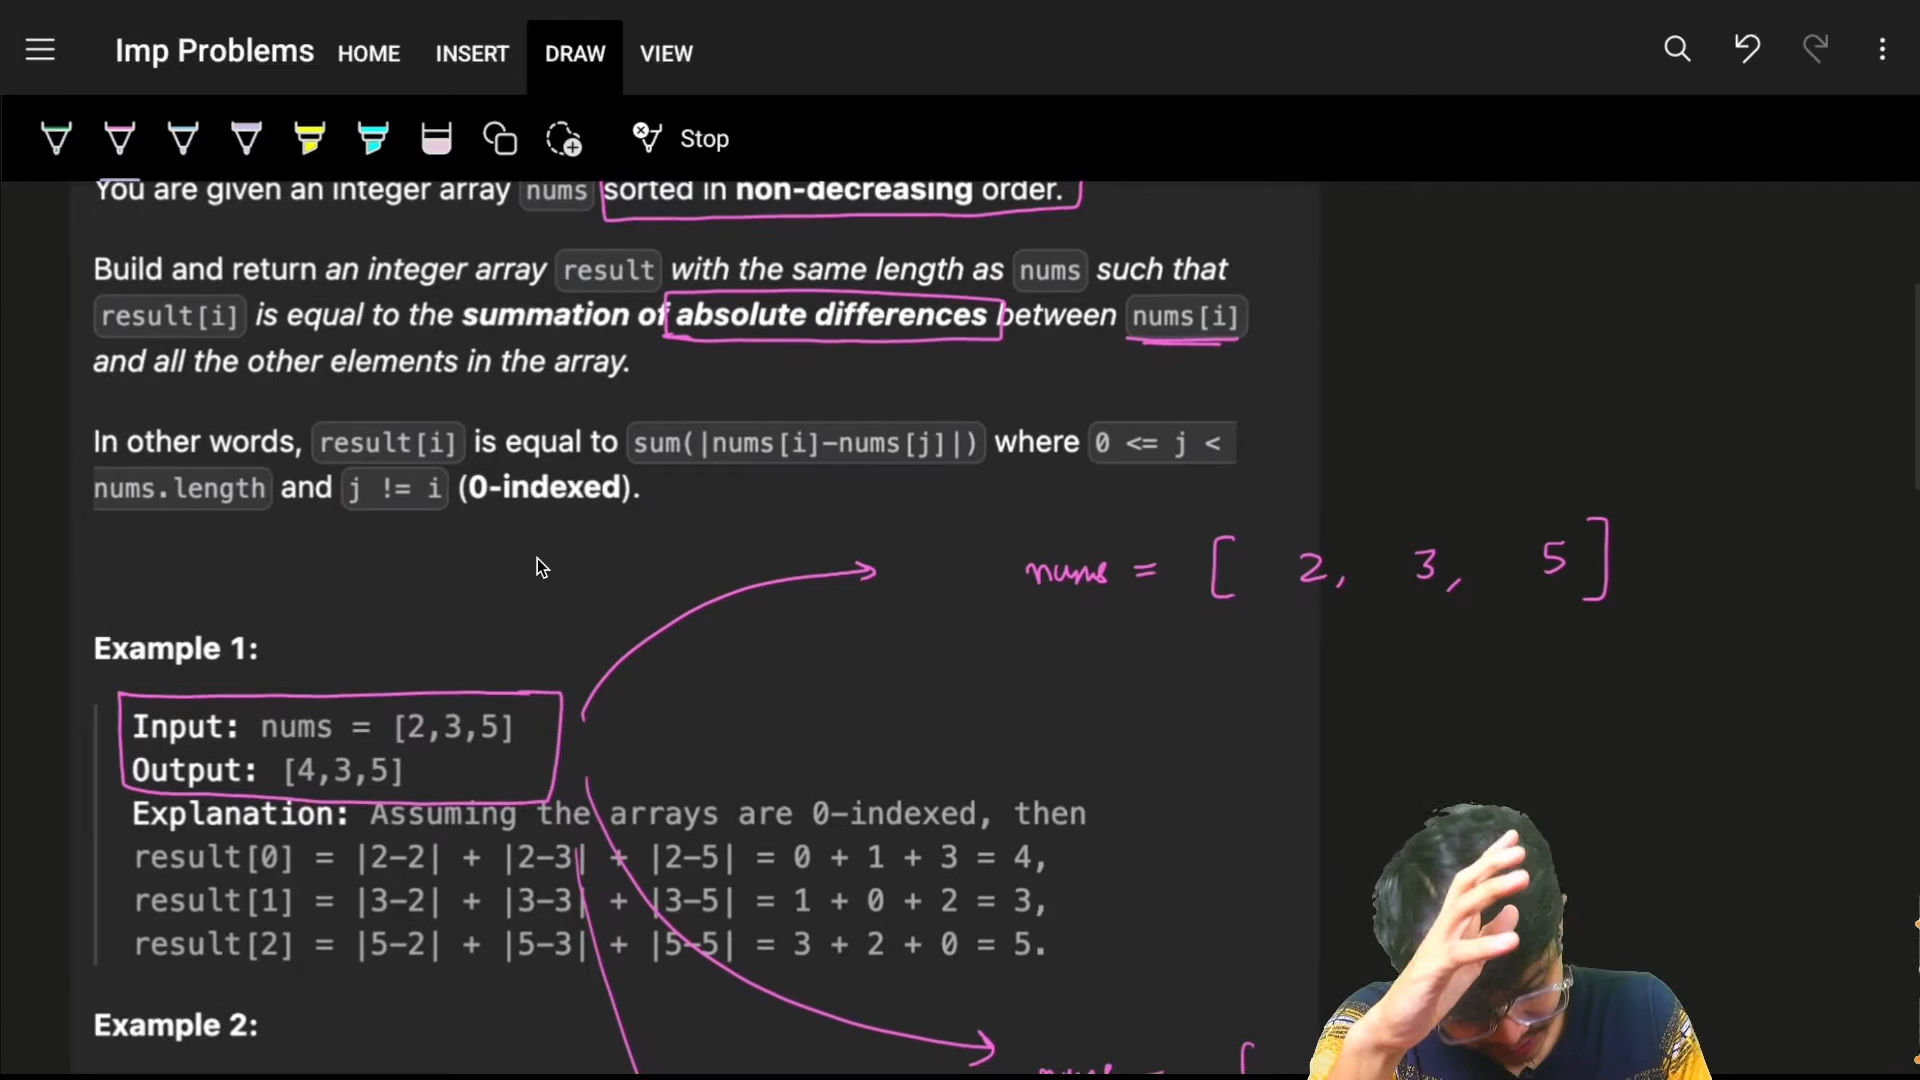 Imp Problems HOME INSERT DRAW VIEW
Stop
You are given an integer array nums sorted in non-decreasing order.
Build and return an integer array result with the same length as nums such that
result[i] is equal to the summation of absolute differences between nums[i]
and all the other elements in the array.
In other words, result[i] is equal to sum(|nums[i]-nums[j]|) where 0 <= j <
nums.length and j != i (0-indexed).
nums = [ 2, 3, 5 ]
Example 1:
Input: nums = [2,3,5]
Output: [4,3,5]
Explanation: Assuming the arrays are 0-indexed, then
result[0] = |2-2| + |2-3| + |2-5| = 0 + 1 + 3 = 4,
result[1] = |3-2| + |3-3| + |3-5| = 1 + 0 + 2 = 3,
result[2] = |5-2| + |5-3| + |5-5| = 3 + 2 + 0 = 5.
Example 2: